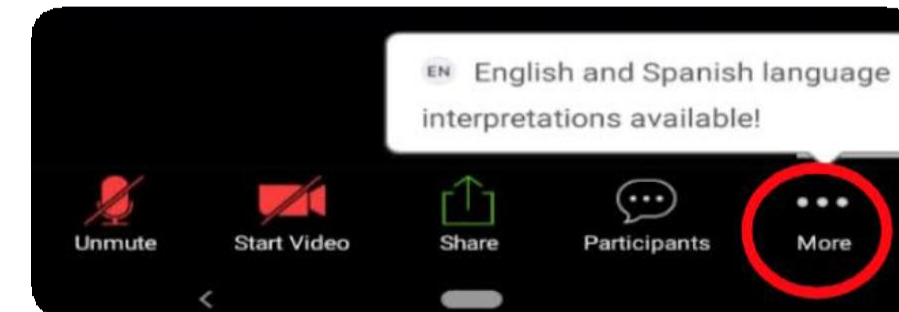 EN English and Spanish language
interpretations available!
Unmute Start Video Share Participants More